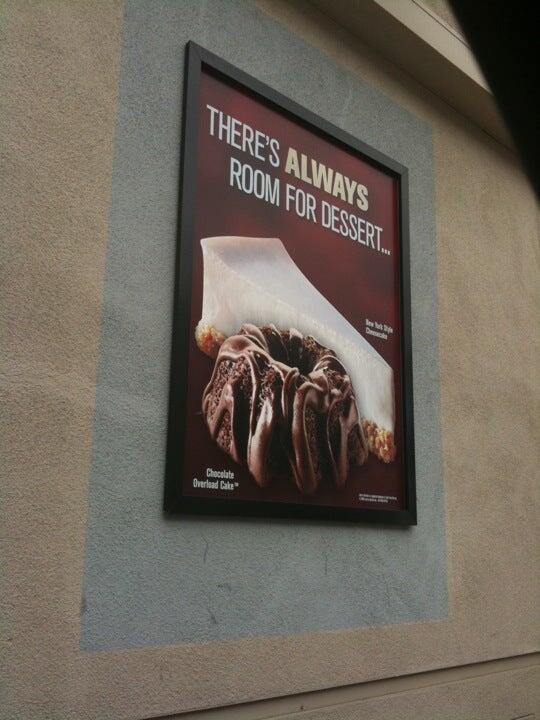 THERE'S ALWAYS
ROOM FOR DESSERT...
New York Style
Cheesecake
Chocolate
Overload Cake™